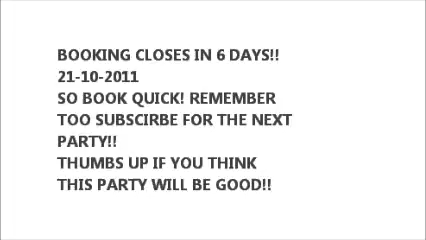 BOOKING CLOSES IN 6 DAYS!!
21-10-2011
SO BOOK QUICK! REMEMBER
TOO SUBSCIRBE FOR THE NEXT
PARTY!!
THUMBS UP IF YOU THINK
THIS PARTY WILL BE GOOD!!